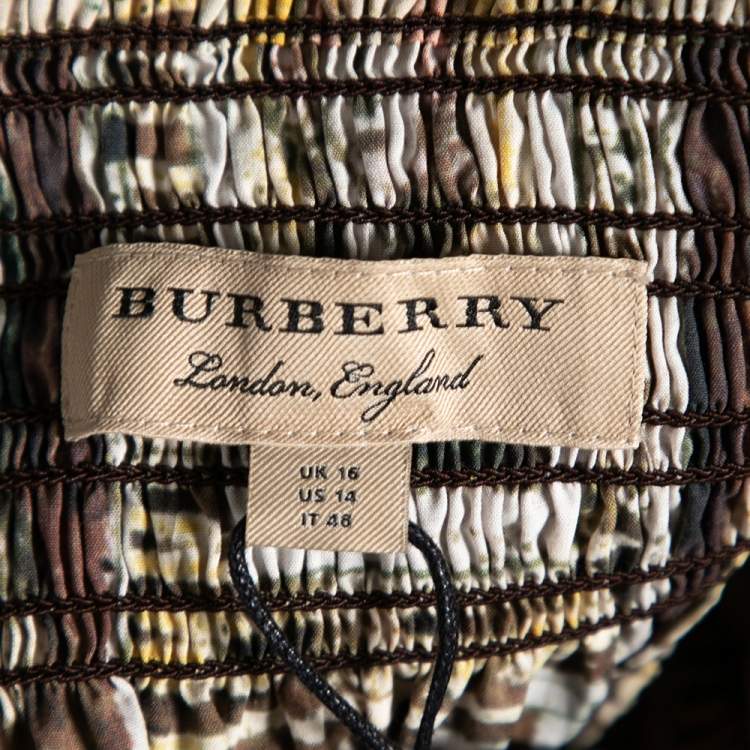 BURBERRY
London, England
UK 16
US 14
IT 48